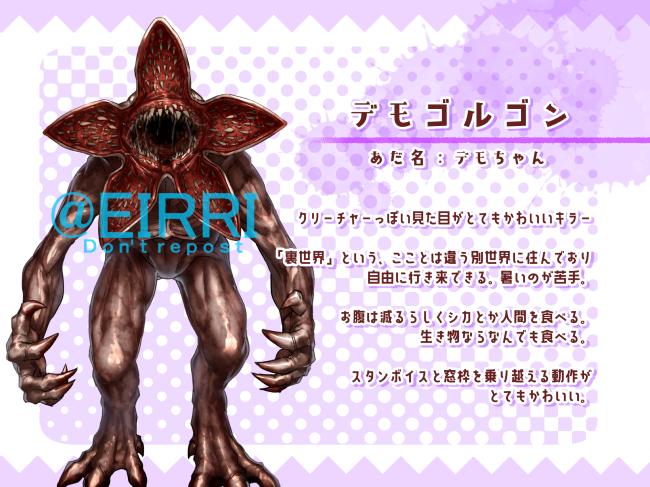 デモゴルゴン
あだ名：デモちゃん
@EIRRI
Don't repost
クリーチャーっぽい見た目がとてもかわいいキラー
「裏世界」という、こことは違う別世界に住んでおり
自由に行き来できる。暑いのが苦手。
お腹は減るらしくシカとか人間を食べる。
生き物ならなんでも食べる。
スタンボイスと窓枠を乗り越える動作が
とてもかわいい。